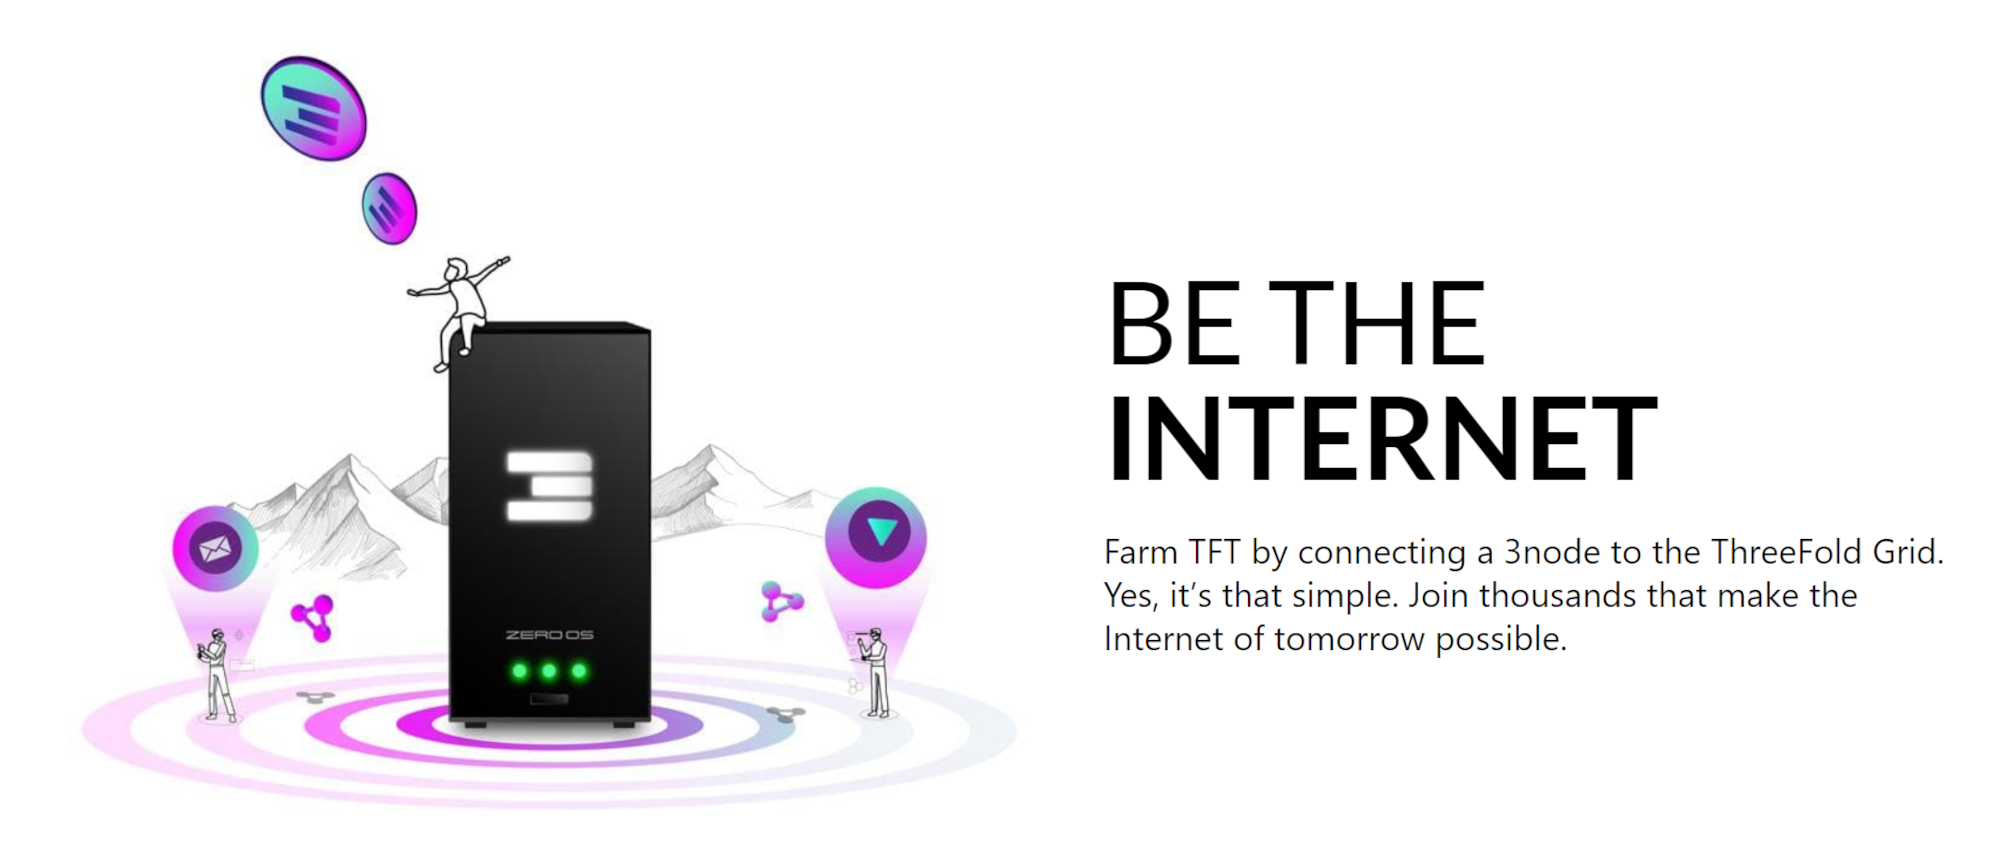 BE THE
INTERNET
Farm TFT by connecting a 3node to the ThreeFold Grid.
Yes, it’s that simple. Join thousands that make the
Internet of tomorrow possible.
3
ZERO OS